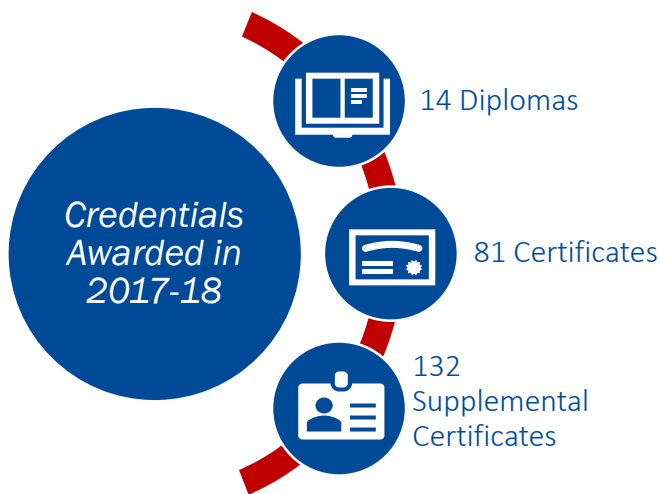 Credentials
Awarded in
2017-18
14 Diplomas
81 Certificates
132
Supplemental
Certificates